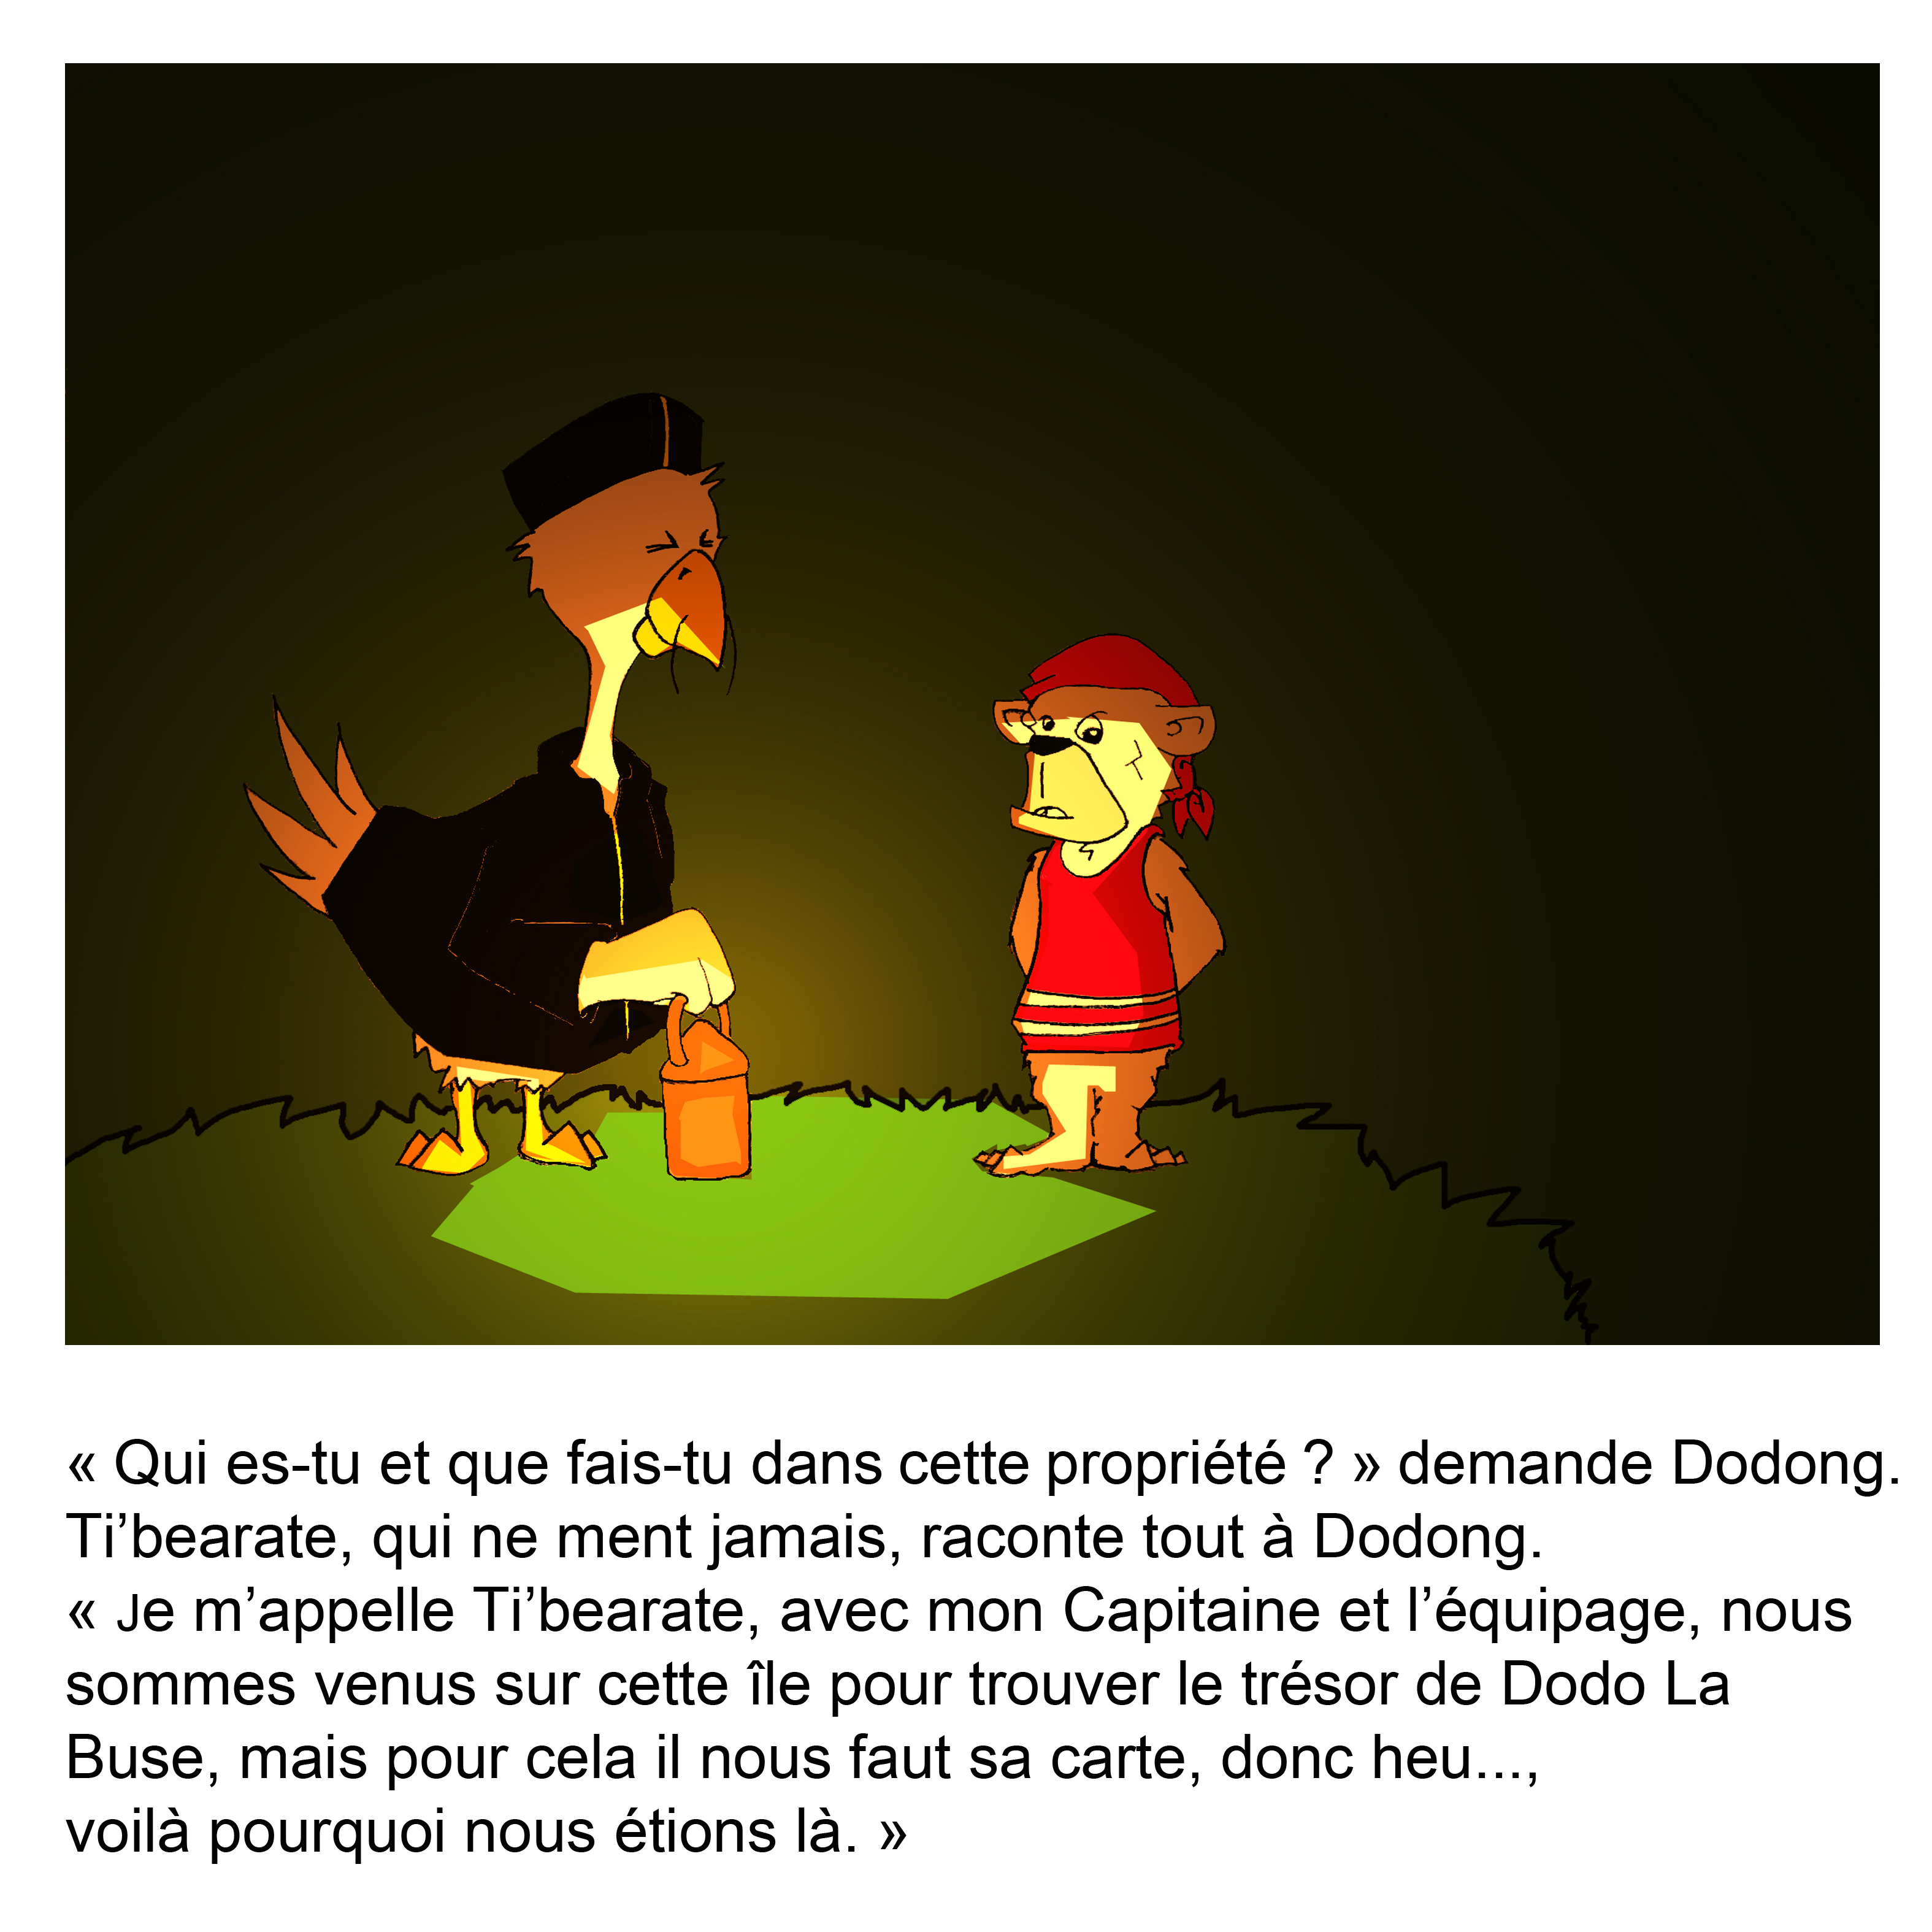 « Qui es-tu et que fais-tu dans cette propriété ? » demande Dodong.
Ti’bearate, qui ne ment jamais, raconte tout à Dodong.
« Je m’appelle Ti’bearate, avec mon Capitaine et l’équipage, nous
sommes venus sur cette île pour trouver le trésor de Dodo La
Buse, mais pour cela il nous faut sa carte, donc heu...,
voilà pourquoi nous étions là. »